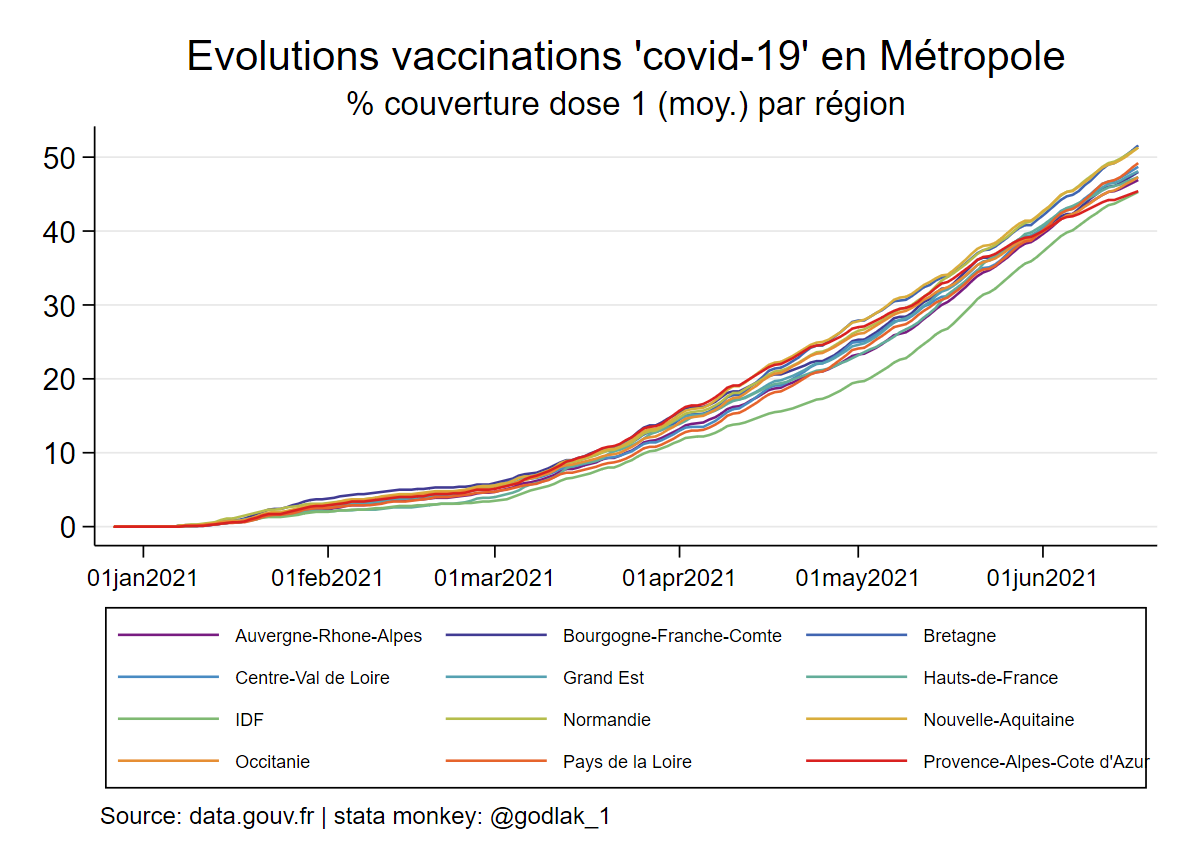 Evolutions vaccinations 'covid-19' en Métropole
% couverture dose 1 (moy.) par région
50
40
30
20
10
0
01jan2021 01feb2021 01mar2021 01apr2021 01may2021 01jun2021
Auvergne-Rhone-Alpes Bourgogne-Franche-Comte Bretagne
Centre-Val de Loire Grand Est Hauts-de-France
IDF Normandie Nouvelle-Aquitaine
Occitanie Pays de la Loire Provence-Alpes-Cote d'Azur
Source: data.gouv.fr | stata monkey: @godlak_1